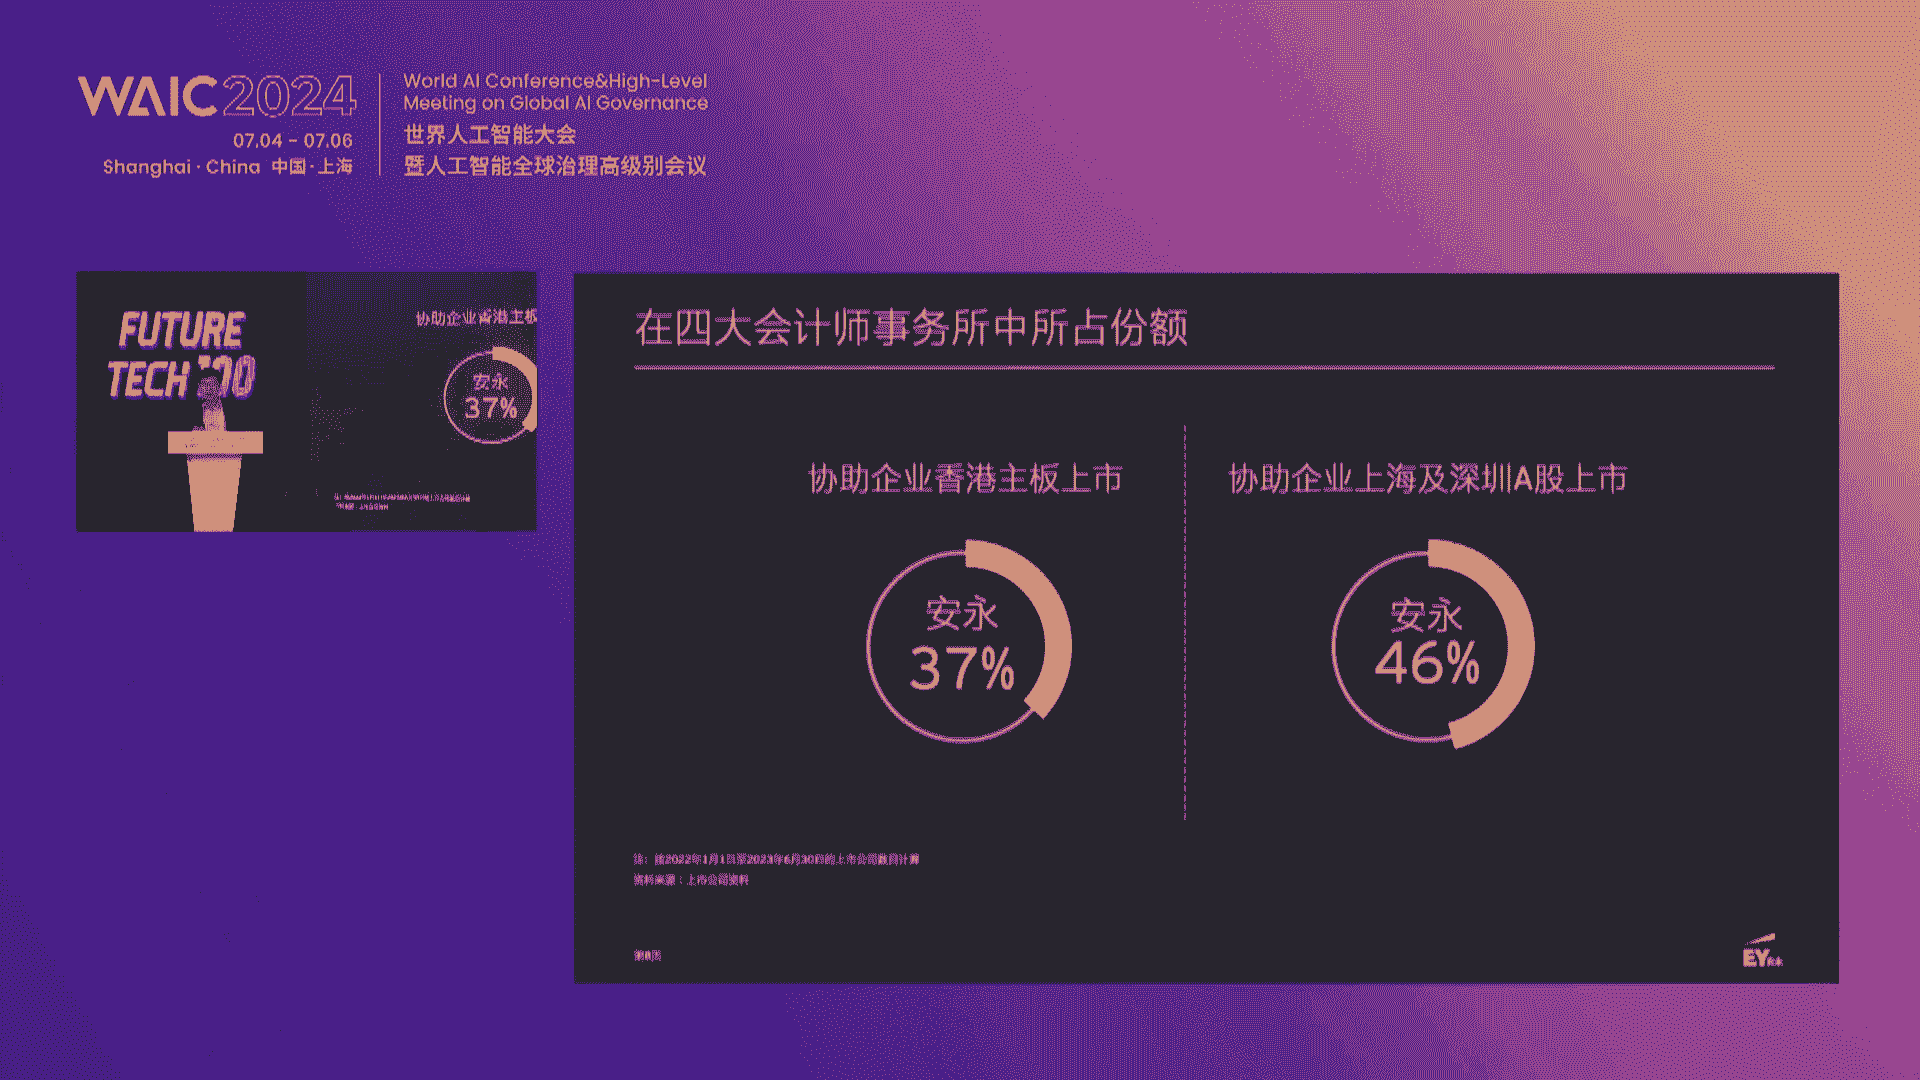 WAIC 2024
07.04 - 07.06
Shanghai · China 中国·上海
World AI Conference&High-Level
Meeting on Global AI Governance
世界人工智能大会
暨人工智能全球治理高级别会议
FUTURE
TECH 100
协助企业香港主板
安永
37%
在四大会计师事务所中所占份额
协助企业香港主板上市
安永
37%
协助企业上海及深圳A股上市
安永
46%
注：按2022年1月1日至2023年6月30日的上市公司数目计算
资料来源：上市公司资料
EY安永